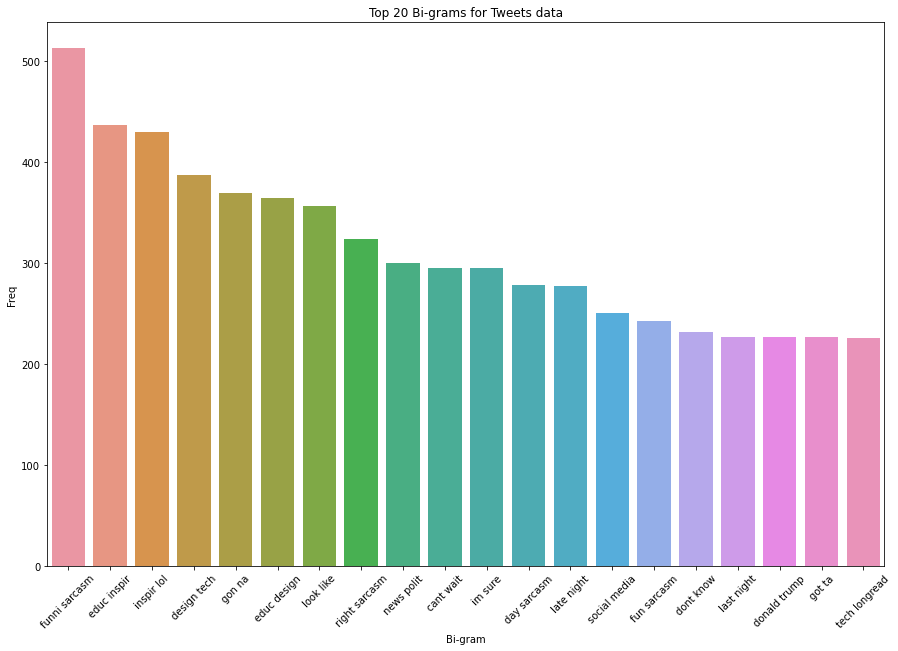 Top 20 Bi-grams for Tweets data
Freq
500
400
300
200
100
0
funni sarcasm
educ inspir
inspir lol
design tech
gon na
educ design
look like
right sarcasm
news polit
cant wait
im sure
day sarcasm
late night
social media
fun sarcasm
dont know
last night
donald trump
got ta
tech longread
Bi-gram